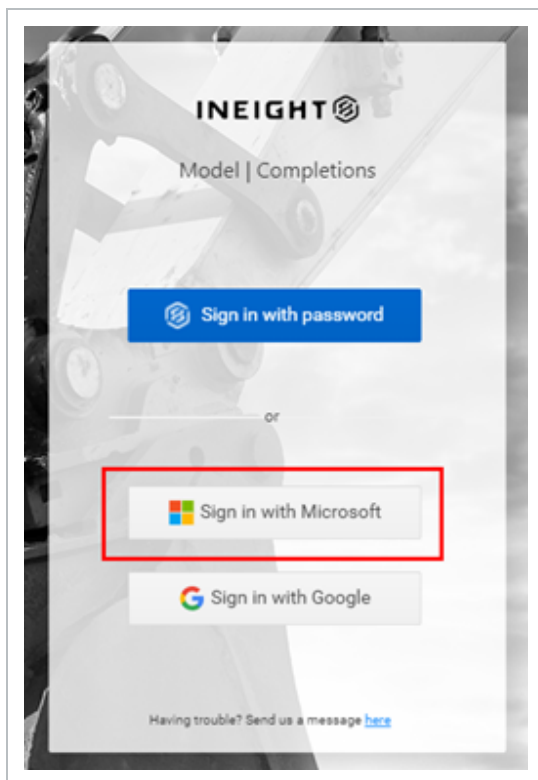 INEIGHT
Model | Completions
Sign in with password
or
Sign in with Microsoft
Sign in with Google
Having trouble? Send us a message here